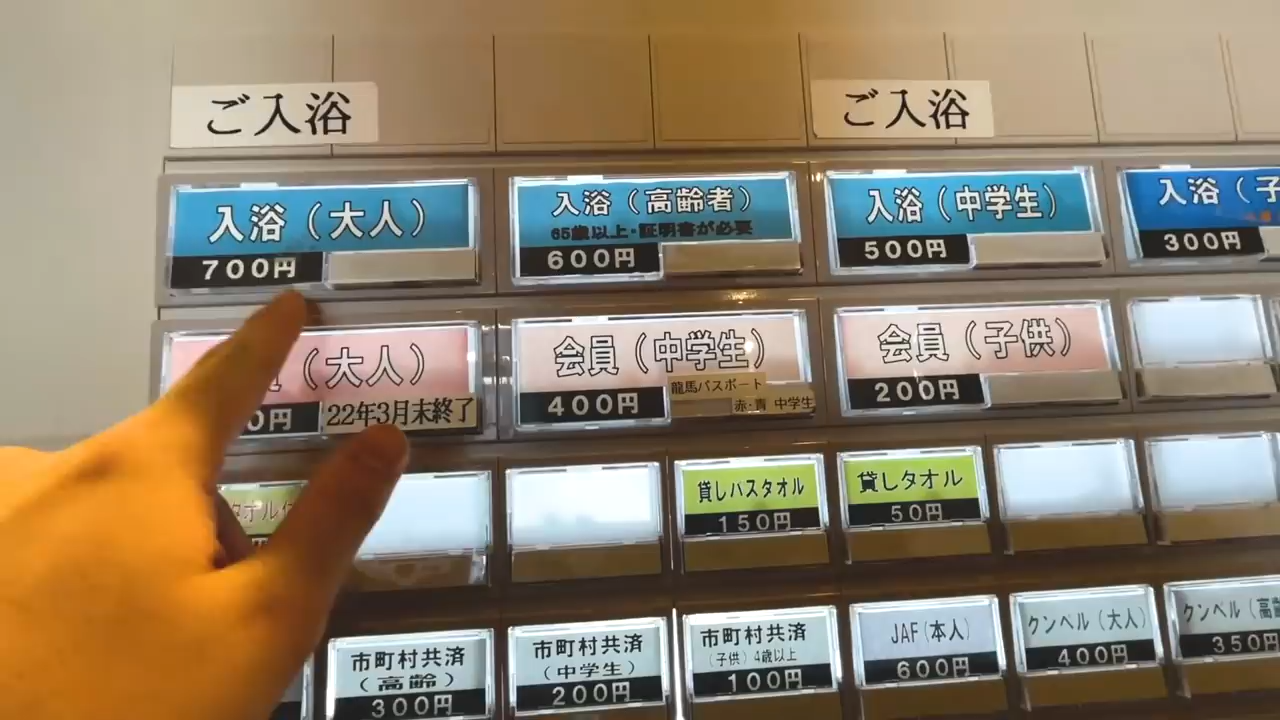 ご入浴
ご入浴
入浴（大人）
700円
入浴（高齢者）
65歳以上・証明書が必要
600円
入浴（中学生）
500円
入浴（子
300円
（大人）
0円
22年3月末終了
会員（中学生）
400円
龍馬パスポート
赤・青 中学生
会員（子供）
200円
タオル
貸しバスタオル
150円
貸しタオル
50円
市町村共済
（高齢）
300円
市町村共済
（中学生）
200円
市町村共済
（子供）4歳以上
100円
JAF（本人）
600円
クンペル（大人）
400円
クンペル（高齢
350円